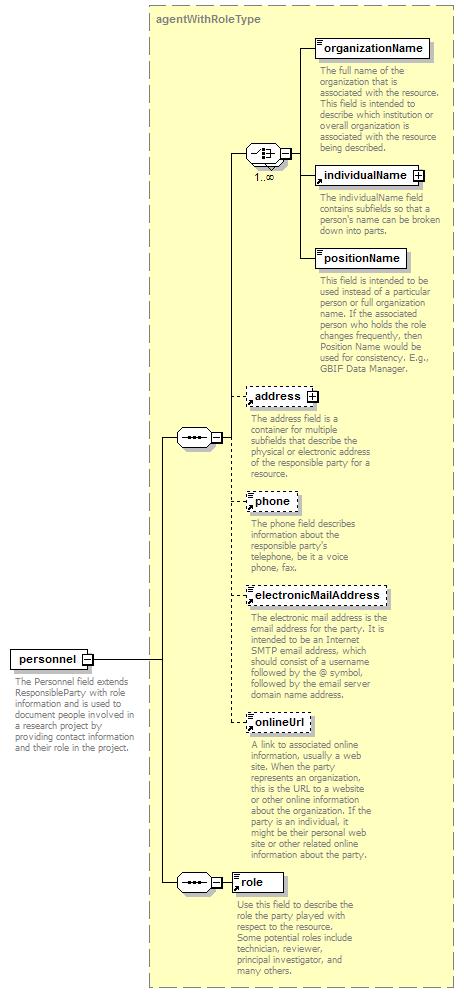 agentWithRoleType
organizationName
The full name of the
organization that is
associated with the resource.
This field is intended to
describe which institution or
overall organization is
associated with the resource
being described.
1..∞
individualName
The individualName field
contains subfields so that a
person's name can be broken
down into parts.
positionName
This field is intended to be
used instead of a particular
person or full organization
name. If the associated
person who holds the role
changes frequently, then
Position Name would be
used for consistency. E.g.,
GBIF Data Manager.
address
The address field is a
container for multiple
subfields that describe the
physical or electronic address
of the responsible party for a
resource.
phone
The phone field describes
information about the
responsible party's
telephone, be it a voice
phone, fax.
electronicMailAddress
The electronic mail address is the
email address for the party. It is
intended to be an Internet
SMTP email address, which
should consist of a username
followed by the @ symbol,
followed by the email server
domain name address.
personnel
The Personnel field extends
ResponsibleParty with role
information and is used to
document people involved in
a research project by
providing contact information
and their role in the project.
onlineUrl
A link to associated online
information, usually a web
site. When the party
represents an organization,
this is the URL to a website
or other online information
about the organization. If the
party is an individual, it
might be their personal web
site or other related online
information about the party.
role
Use this field to describe the
role the party played with
respect to the resource.
Some potential roles include
technician, reviewer,
principal investigator, and
many others.